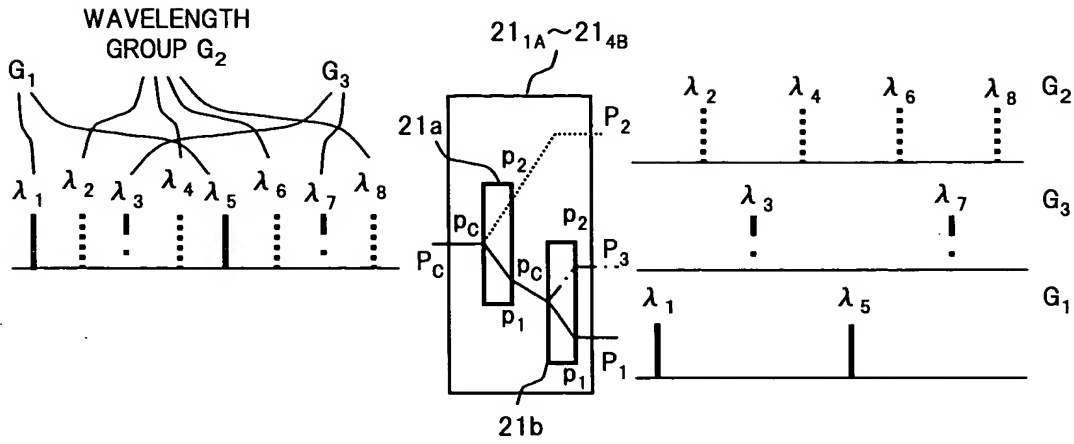 WAVELENGTH
GROUP G2
G1 G3
λ1 λ2 λ3 λ4 λ5 λ6 λ7 λ8
211A～214B
21a
p2
pC
PC
pC
p1
p2
p1
21b
P2
P3
P1
λ2 λ4 λ6 λ8 G2
λ3 λ7 G3
λ1 λ5 G1